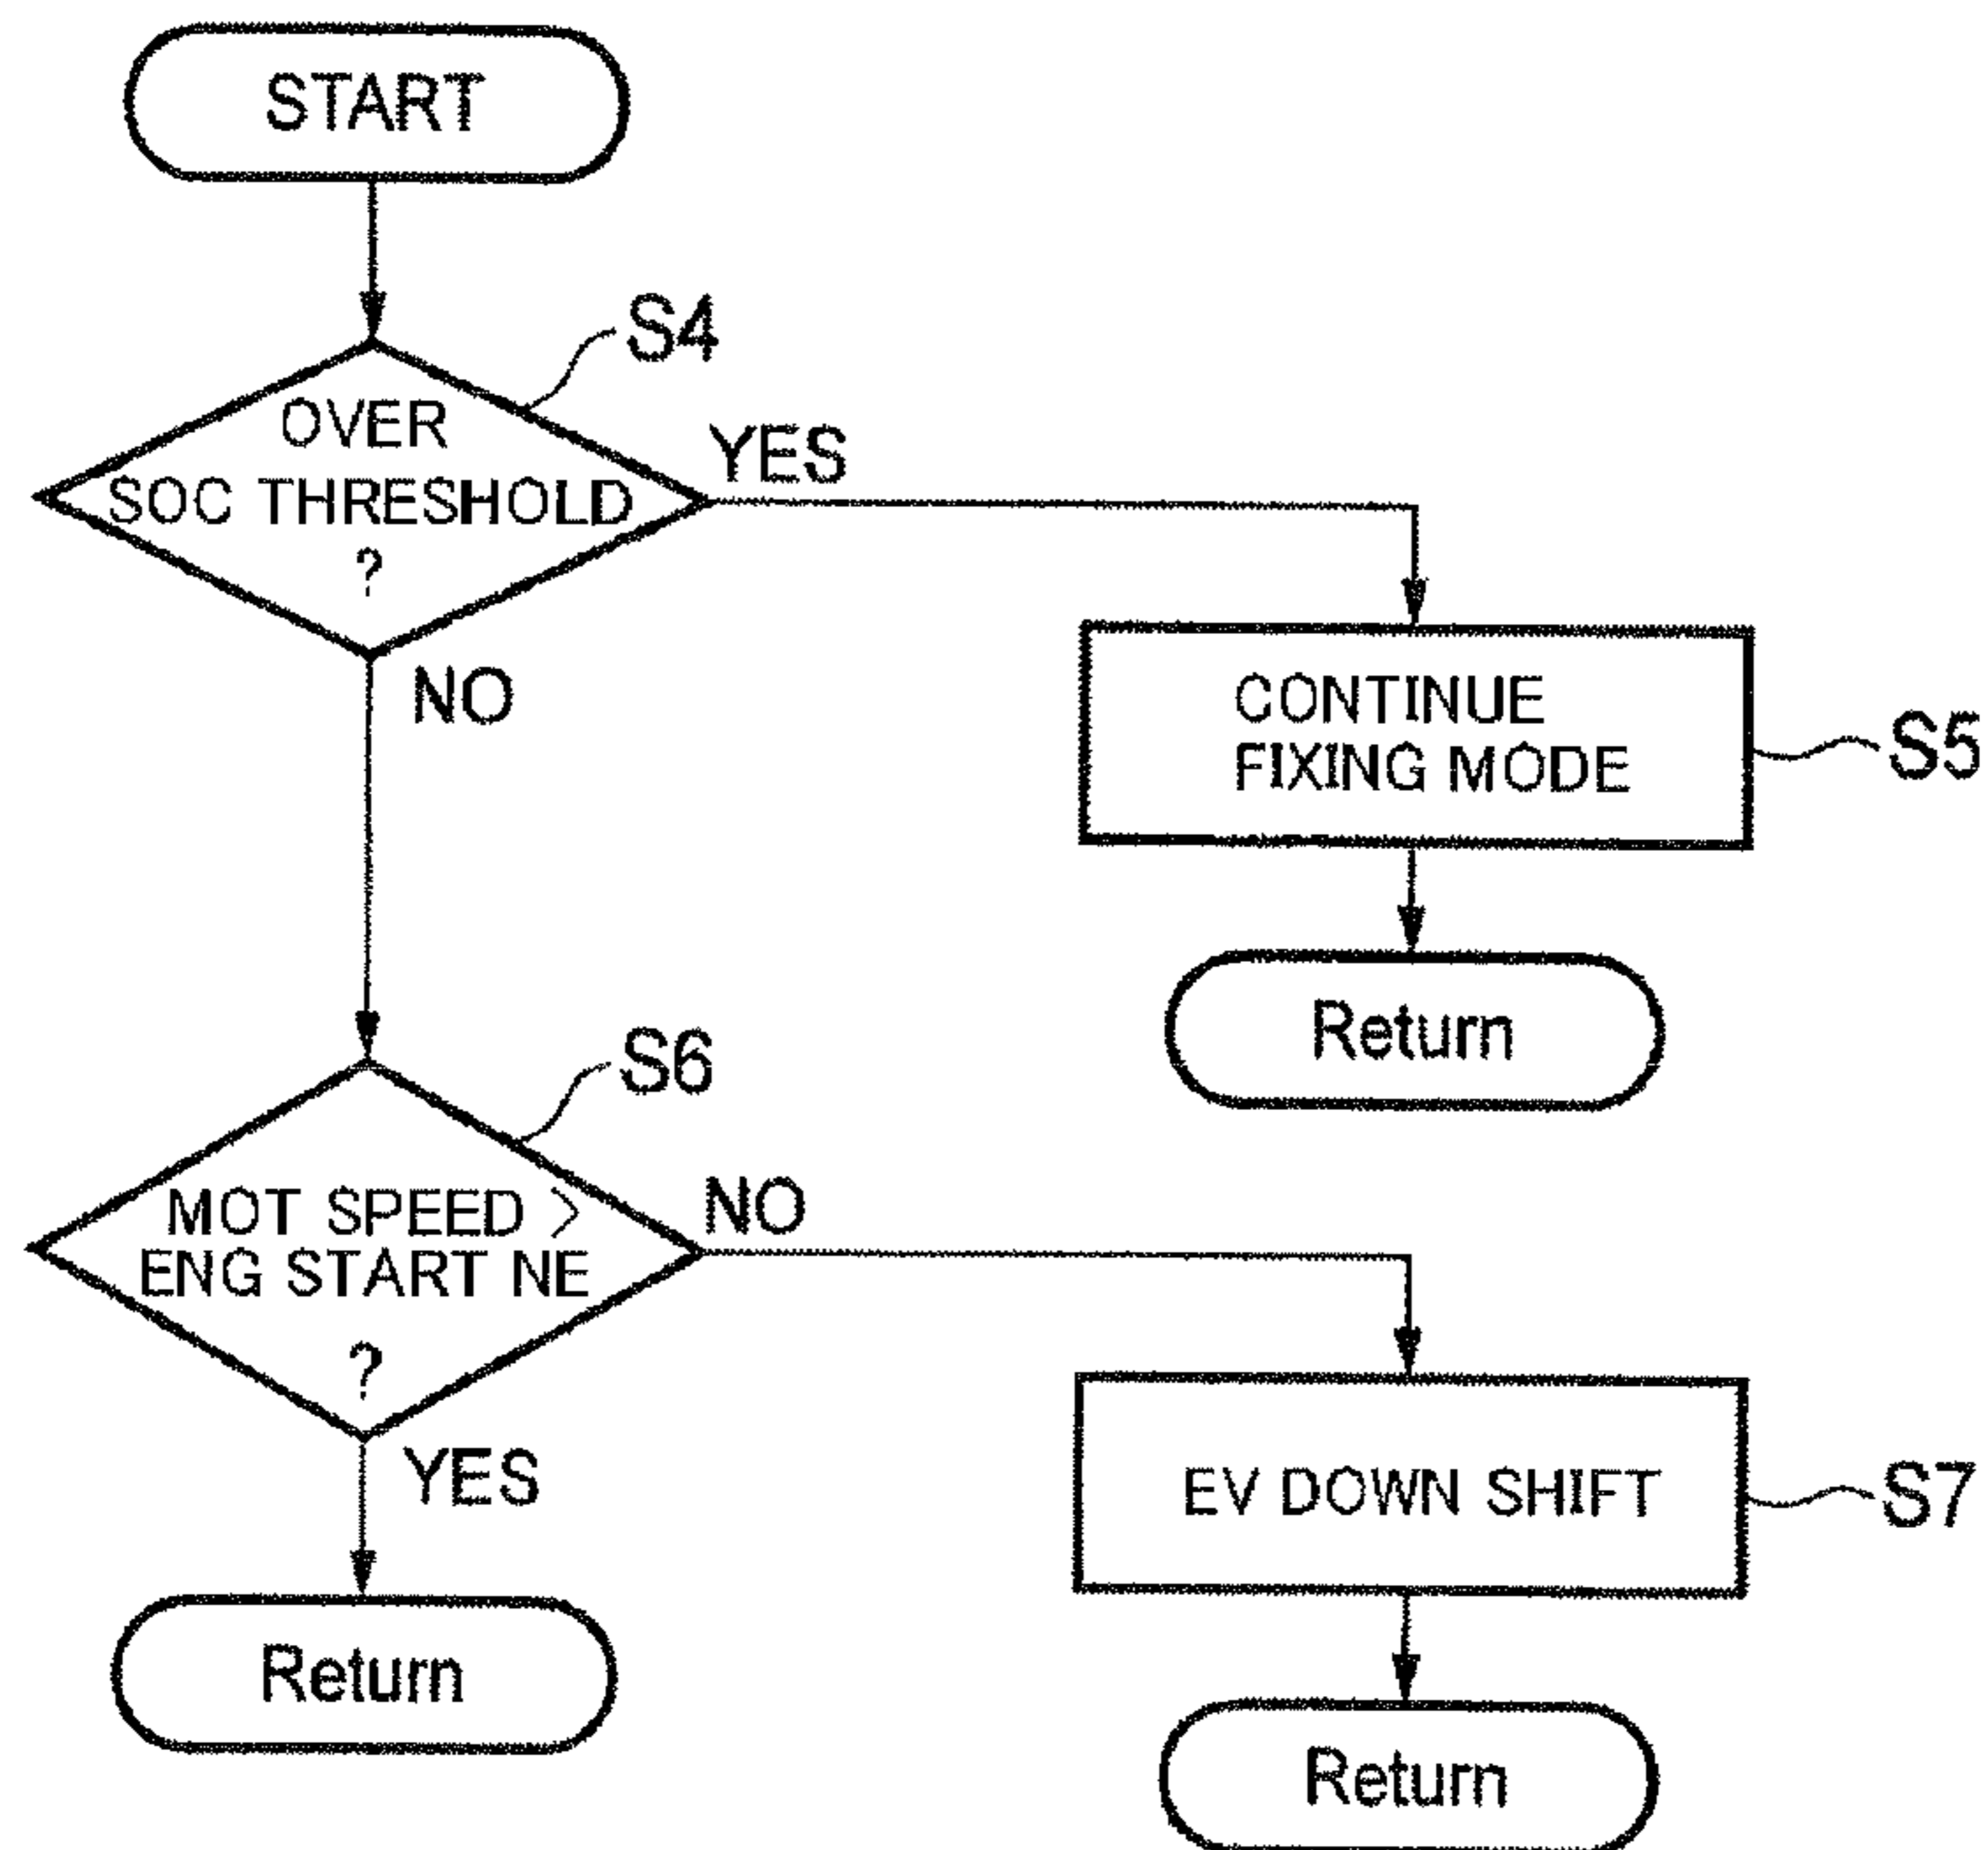 START
S4
OVER
SOC THRESHOLD
?
YES
NO
CONTINUE
FIXING MODE
S5
Return
S6
MOT SPEED >
ENG START NE
?
NO
YES
EV DOWN SHIFT
S7
Return
Return